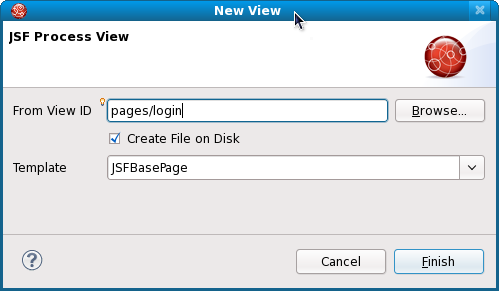 New View
JSF Process View
From View ID pages/login Browse...
Create File on Disk
Template JSFBasePage
? Cancel Finish